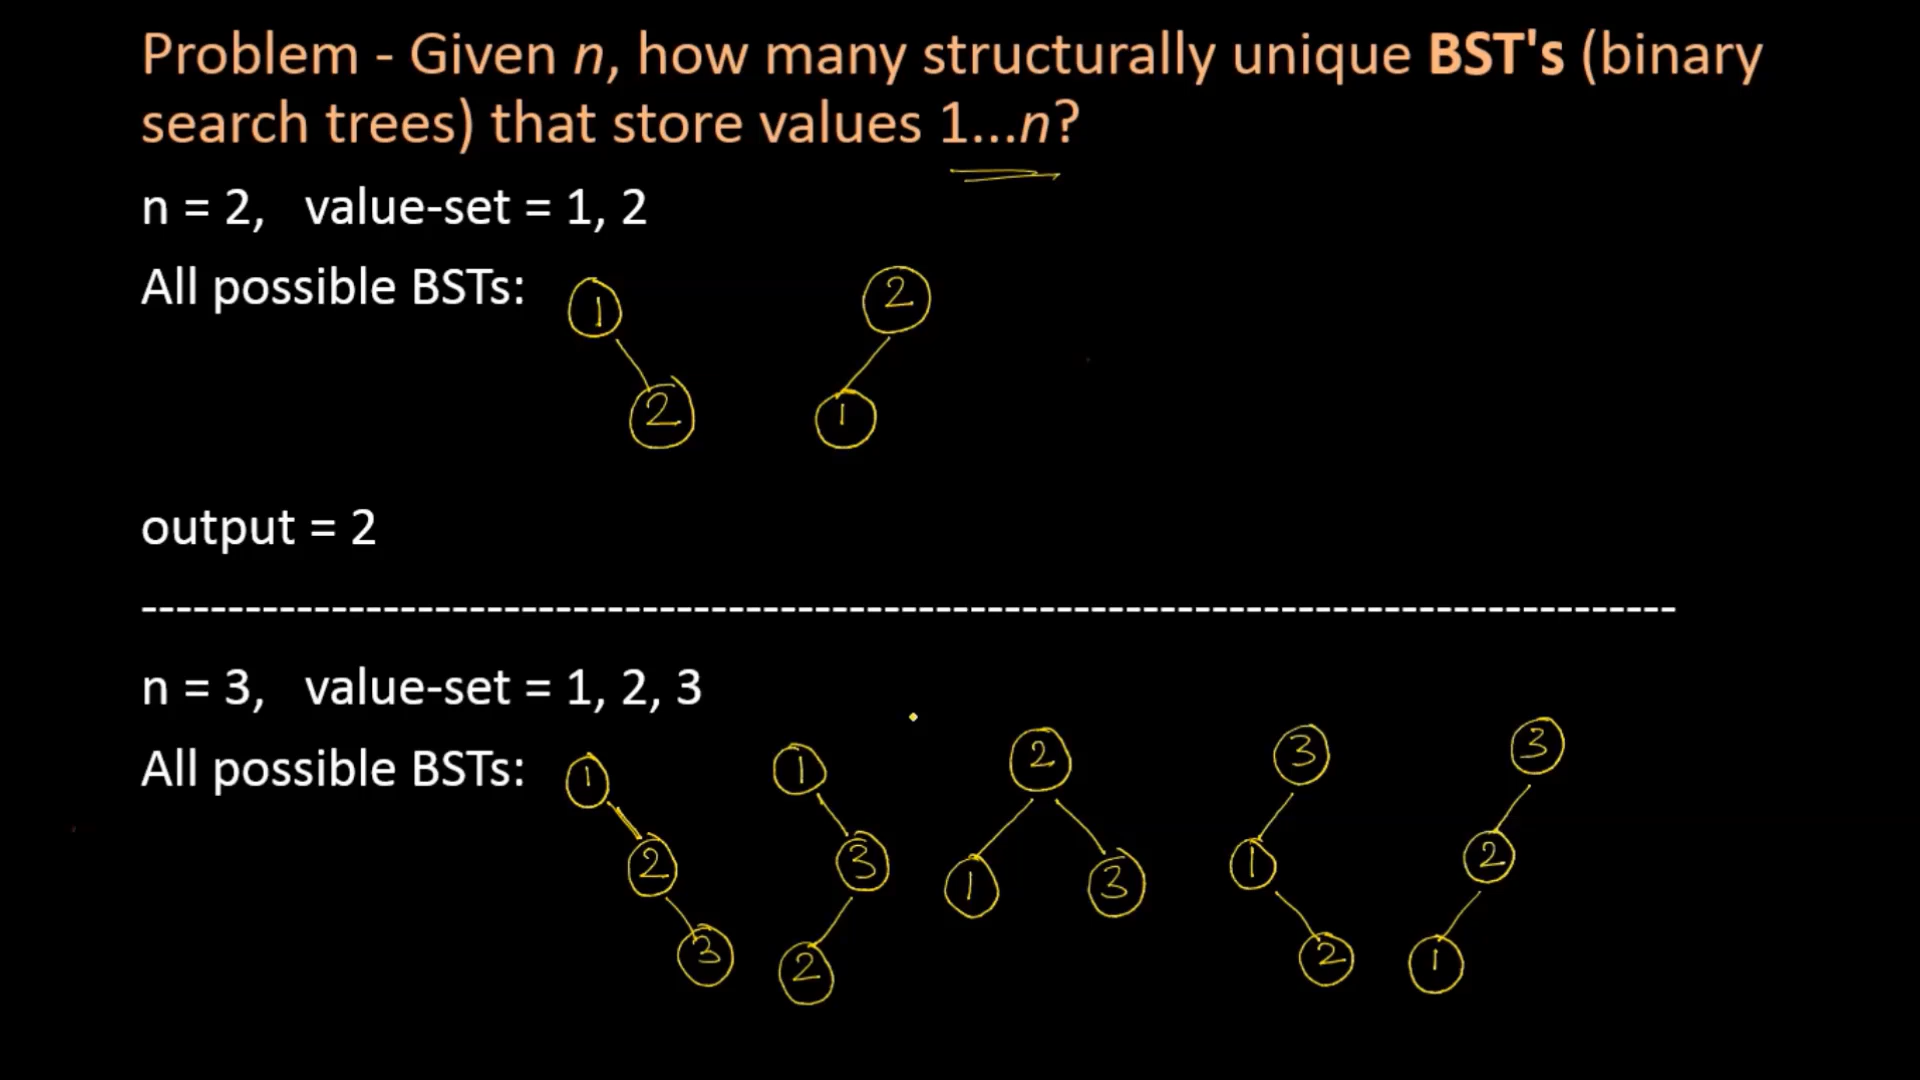 Problem - Given n, how many structurally unique BST's (binary
search trees) that store values 1...n?
n = 2,   value-set = 1, 2
All possible BSTs:
1
2
2
1
output = 2
-----------------------------------------------------------------------------------------
n = 3,   value-set = 1, 2, 3
All possible BSTs:
1
2
3
1
3
2
2
1
3
3
1
2
3
2
1